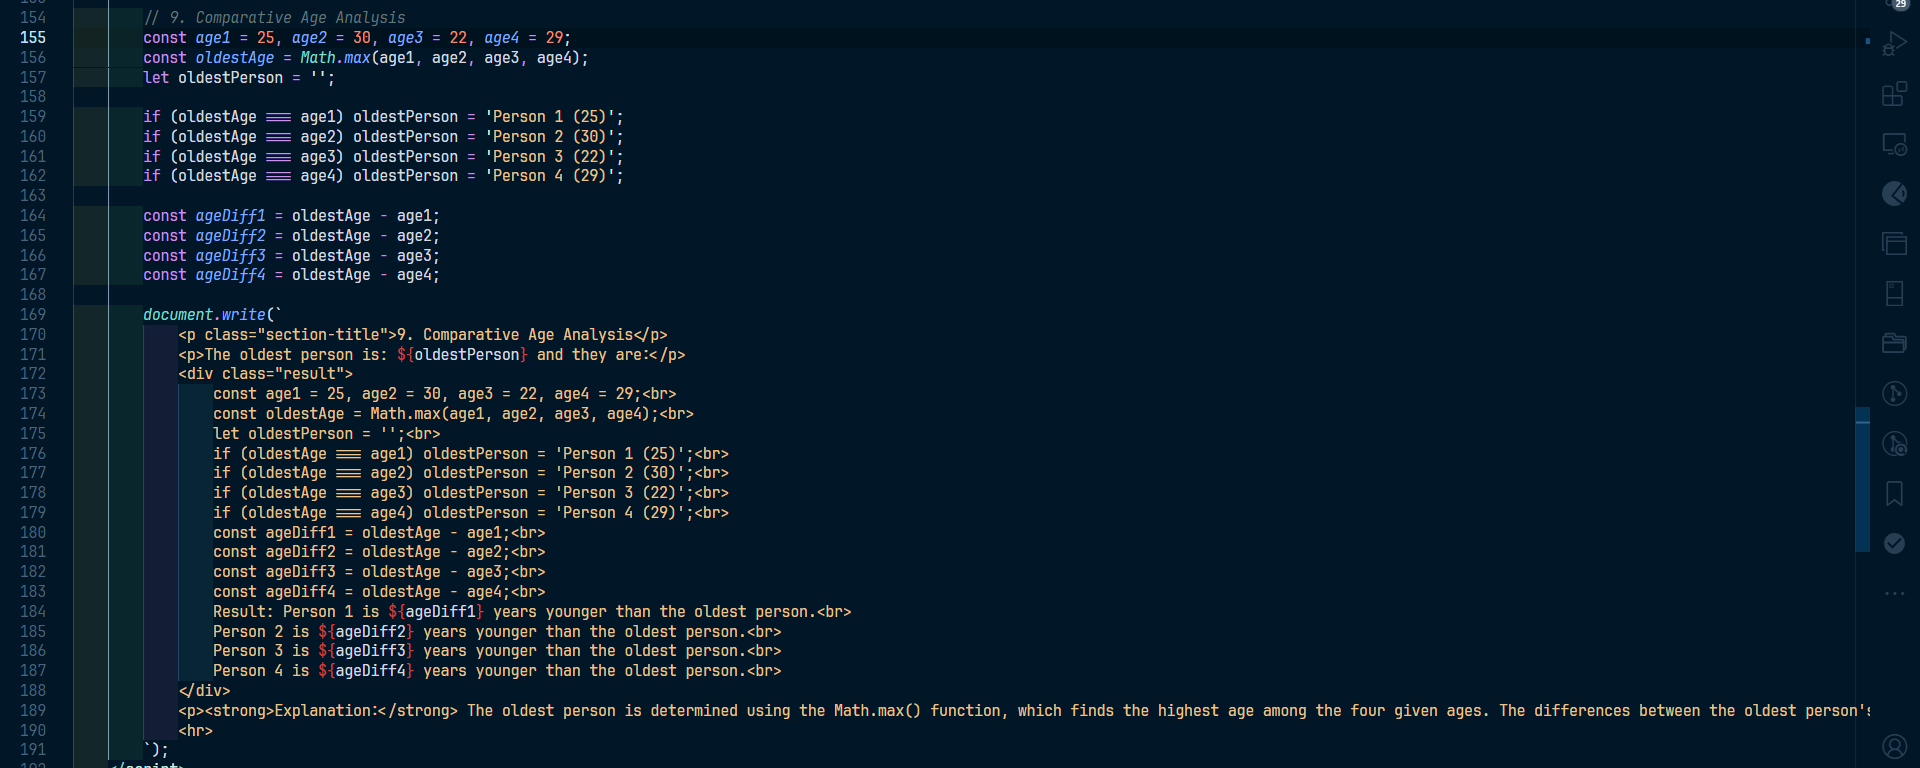 29
154 // 9. Comparative Age Analysis
155 const age1 = 25, age2 = 30, age3 = 22, age4 = 29;
156 const oldestAge = Math.max(age1, age2, age3, age4);
157 let oldestPerson = '';
158
159 if (oldestAge === age1) oldestPerson = 'Person 1 (25)';
160 if (oldestAge === age2) oldestPerson = 'Person 2 (30)';
161 if (oldestAge === age3) oldestPerson = 'Person 3 (22)';
162 if (oldestAge === age4) oldestPerson = 'Person 4 (29)';
163
164 const ageDiff1 = oldestAge - age1;
165 const ageDiff2 = oldestAge - age2;
166 const ageDiff3 = oldestAge - age3;
167 const ageDiff4 = oldestAge - age4;
168
169 document.write(`
170 <p class="section-title">9. Comparative Age Analysis</p>
171 <p>The oldest person is: ${oldestPerson} and they are:</p>
172 <div class="result">
173 const age1 = 25, age2 = 30, age3 = 22, age4 = 29;<br>
174 const oldestAge = Math.max(age1, age2, age3, age4);<br>
175 let oldestPerson = '';<br>
176 if (oldestAge === age1) oldestPerson = 'Person 1 (25)';<br>
177 if (oldestAge === age2) oldestPerson = 'Person 2 (30)';<br>
178 if (oldestAge === age3) oldestPerson = 'Person 3 (22)';<br>
179 if (oldestAge === age4) oldestPerson = 'Person 4 (29)';<br>
180 const ageDiff1 = oldestAge - age1;<br>
181 const ageDiff2 = oldestAge - age2;<br>
182 const ageDiff3 = oldestAge - age3;<br>
183 const ageDiff4 = oldestAge - age4;<br>
184 Result: Person 1 is ${ageDiff1} years younger than the oldest person.<br>
185 Person 2 is ${ageDiff2} years younger than the oldest person.<br>
186 Person 3 is ${ageDiff3} years younger than the oldest person.<br>
187 Person 4 is ${ageDiff4} years younger than the oldest person.<br>
188 </div>
189 <p><strong>Explanation:</strong> The oldest person is determined using the Math.max() function, which finds the highest age among the four given ages. The differences between the oldest person's
190 <hr>
191 `);
192 </script>